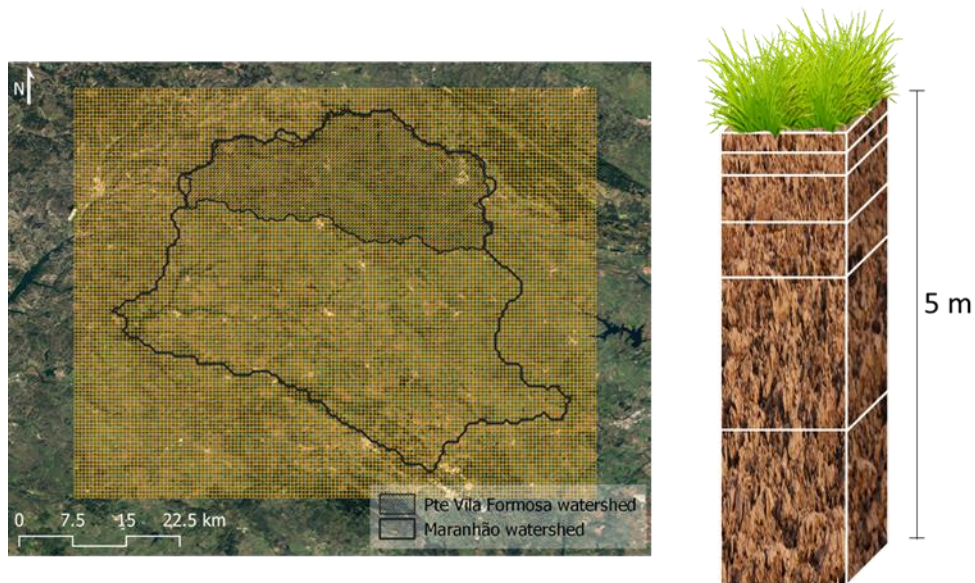 N
0 7.5 15 22.5 km
Pte Vila Formosa watershed
Maranhão watershed
5 m